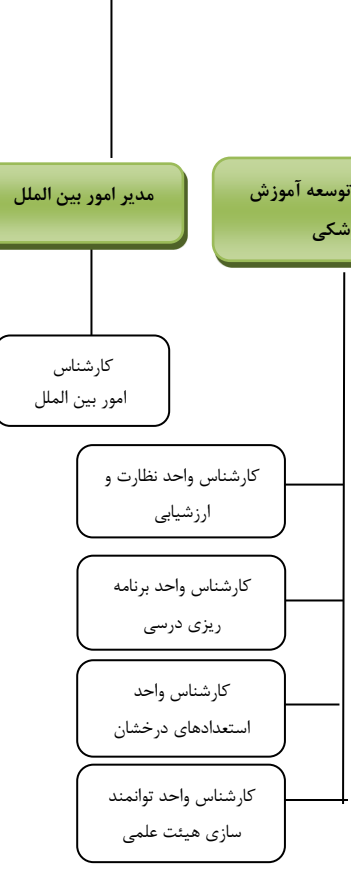 توسعه آموزش
شکی
مدیر امور بین الملل
کارشناس
امور بین الملل
کارشناس واحد نظارت و
ارزشیابی
کارشناس واحد برنامه
ریزی درسی
کارشناس واحد
استعدادهای درخشان
کارشناس واحد توانمند
سازی هیئت علمی